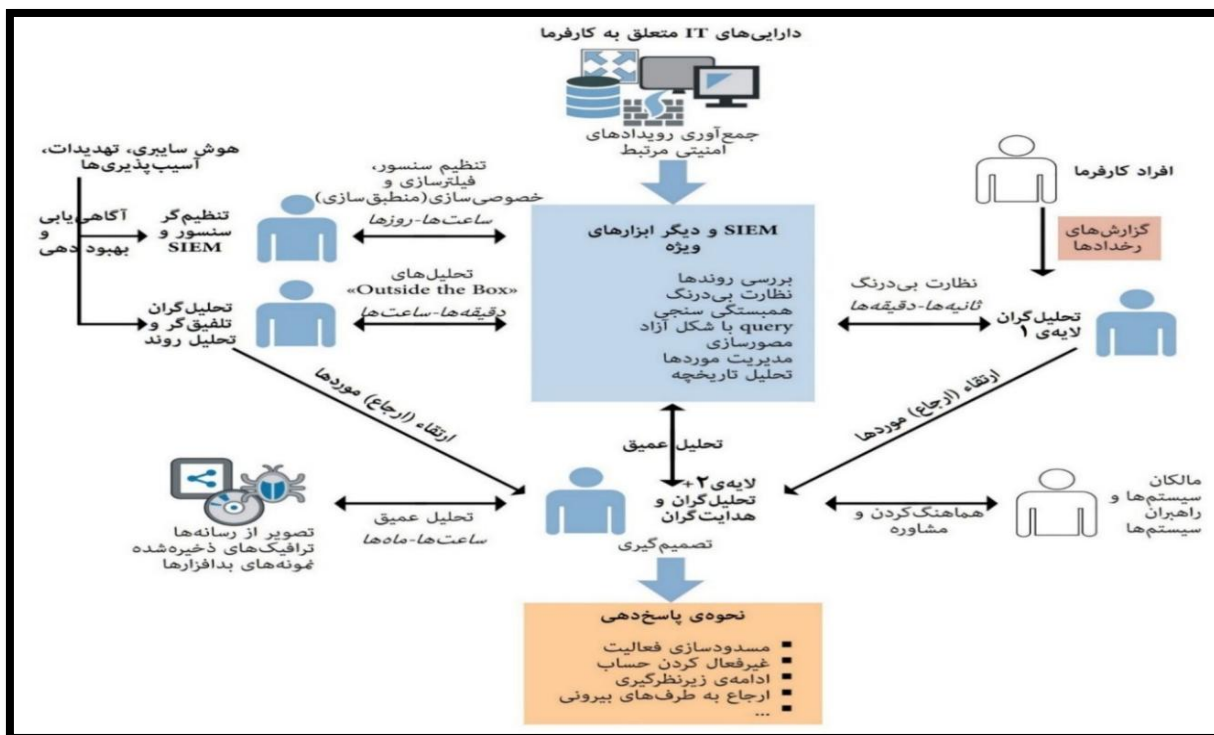 دارایی‌های IT متعلق به کارفرما
جمع‌آوری رویدادهای
امنیتی مرتبط
هوش سایبری، تهدیدات،
آسیب‌پذیری‌ها
آگاهی‌یابی
و
بهبود دهی
تنظیم‌گر
سنسور و
SIEM
تنظیم سنسور،
فیلترسازی و
خصوصی‌سازی(منطبق‌سازی)
ساعت‌ها-روزها
تحلیل‌گران
تلفیق‌گر و
تحلیل روند
تحلیل‌های
«Outside the Box»
دقیقه‌ها-ساعت‌ها
SIEM و دیگر ابزارهای
ویژه
بررسی روندها
نظارت بی‌درنگ
همبستگی سنجی
query با شکل آزاد
مصورسازی
مدیریت موردها
تحلیل تاریخچه
افراد کارفرما
گزارش‌های
رخدادها
نظارت بی‌درنگ
ثانیه‌ها-دقیقه‌ها
تحلیل‌گران
لایه‌ی ۱
ارتقاء (ارجاع) موردها
ارتقاء (ارجاع) موردها
تحلیل عمیق
لایه‌ی ۲+
تحلیل‌گران و
هدایت‌گران
تصمیم‌گیری
مالکان
سیستم‌ها و
راهبران
سیستم‌ها
هماهنگ‌کردن و
مشاوره
تحلیل عمیق
ساعت‌ها-ماه‌ها
تصویر از رسانه‌ها
ترافیک‌های ذخیره‌شده
نمونه‌های بدافزارها
نحوه‌ی پاسخ‌دهی
▪ مسدودسازی فعالیت
▪ غیرفعال کردن حساب
▪ ادامه‌ی زیرنظرگیری
▪ ارجاع به طرف‌های بیرونی
▪ ...